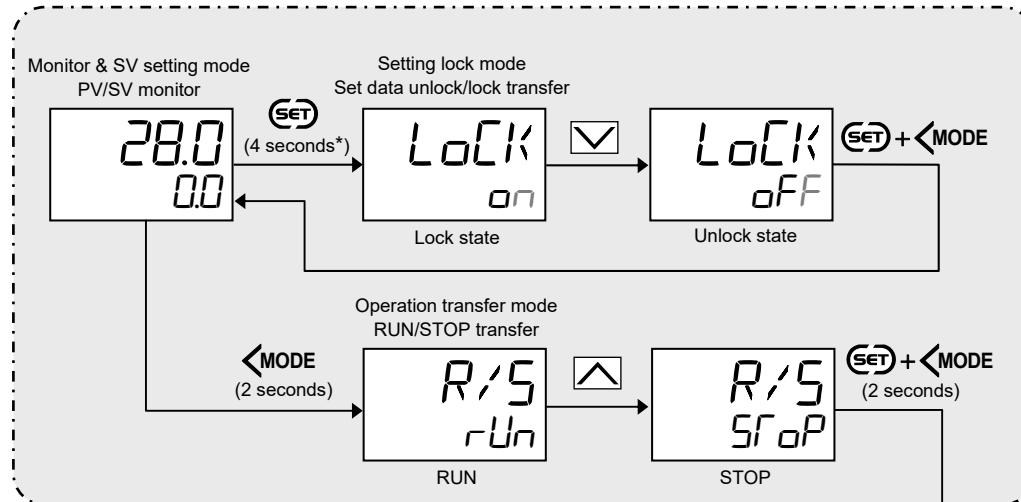 Monitor & SV setting mode
PV/SV monitor
28.0
0.0
SET
(4 seconds*)
Setting lock mode
Set data unlock/lock transfer
LoCK
on
Lock state
LoCK
oFF
Unlock state
SET + <MODE
Operation transfer mode
RUN/STOP transfer
<MODE
(2 seconds)
R/S
rUn
RUN
R/S
SToP
STOP
SET + <MODE
(2 seconds)